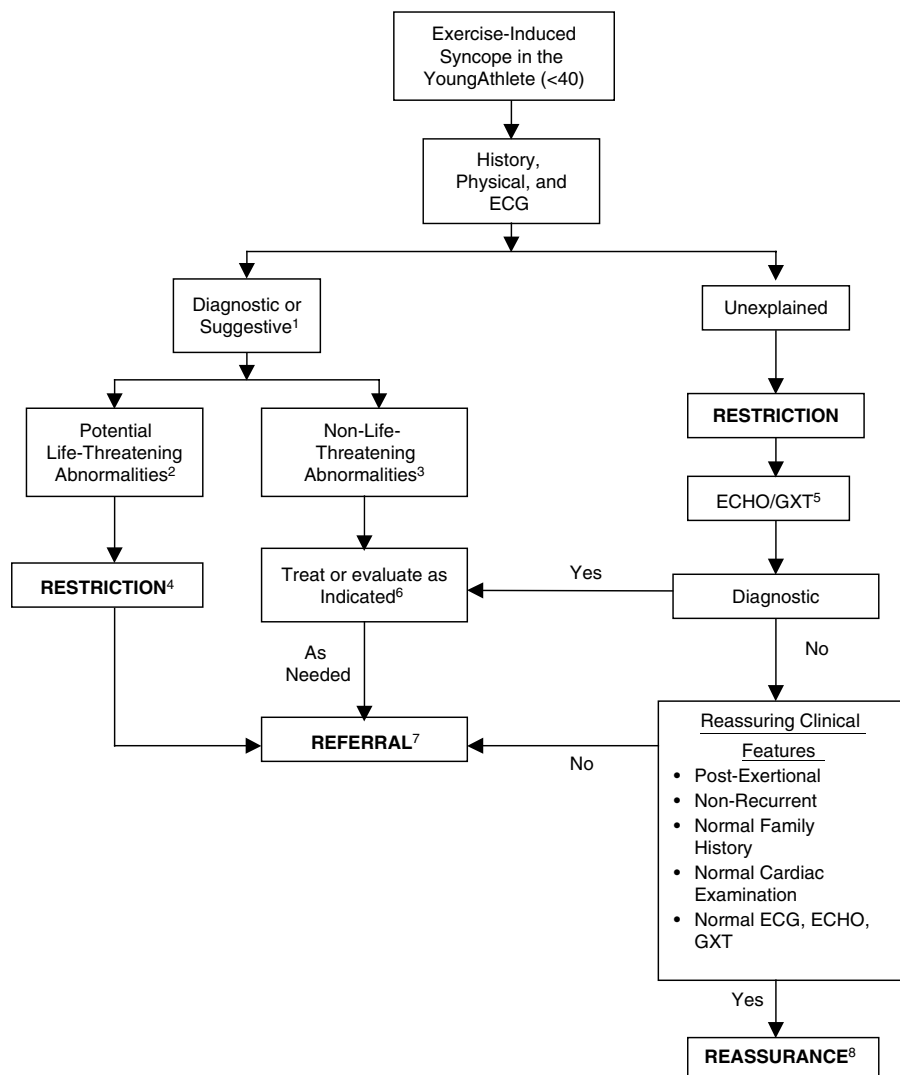 Exercise-Induced
Syncope in the
YoungAthlete (<40)
History,
Physical, and
ECG
Diagnostic or
Suggestive¹
Unexplained
Potential
Life-Threatening
Abnormalities²
Non-Life-
Threatening
Abnormalities³
RESTRICTION
ECHO/GXT⁵
RESTRICTION⁴
Treat or evaluate as
Indicated⁶
Yes
Diagnostic
As
Needed
No
REFERRAL⁷
No
Reassuring Clinical
Features
• Post-Exertional
• Non-Recurrent
• Normal Family
History
• Normal Cardiac
Examination
• Normal ECG, ECHO,
GXT
Yes
REASSURANCE⁸